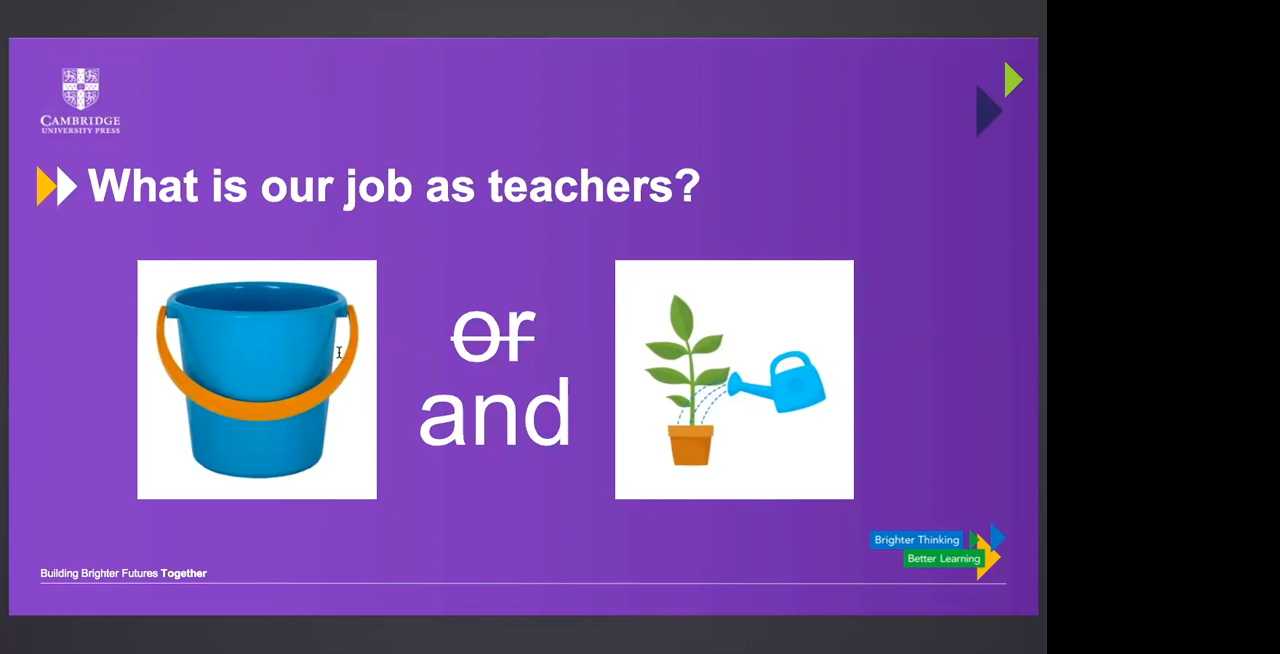 CAMBRIDGE
UNIVERSITY PRESS
What is our job as teachers?
or
and
Brighter Thinking
Better Learning
Building Brighter Futures Together